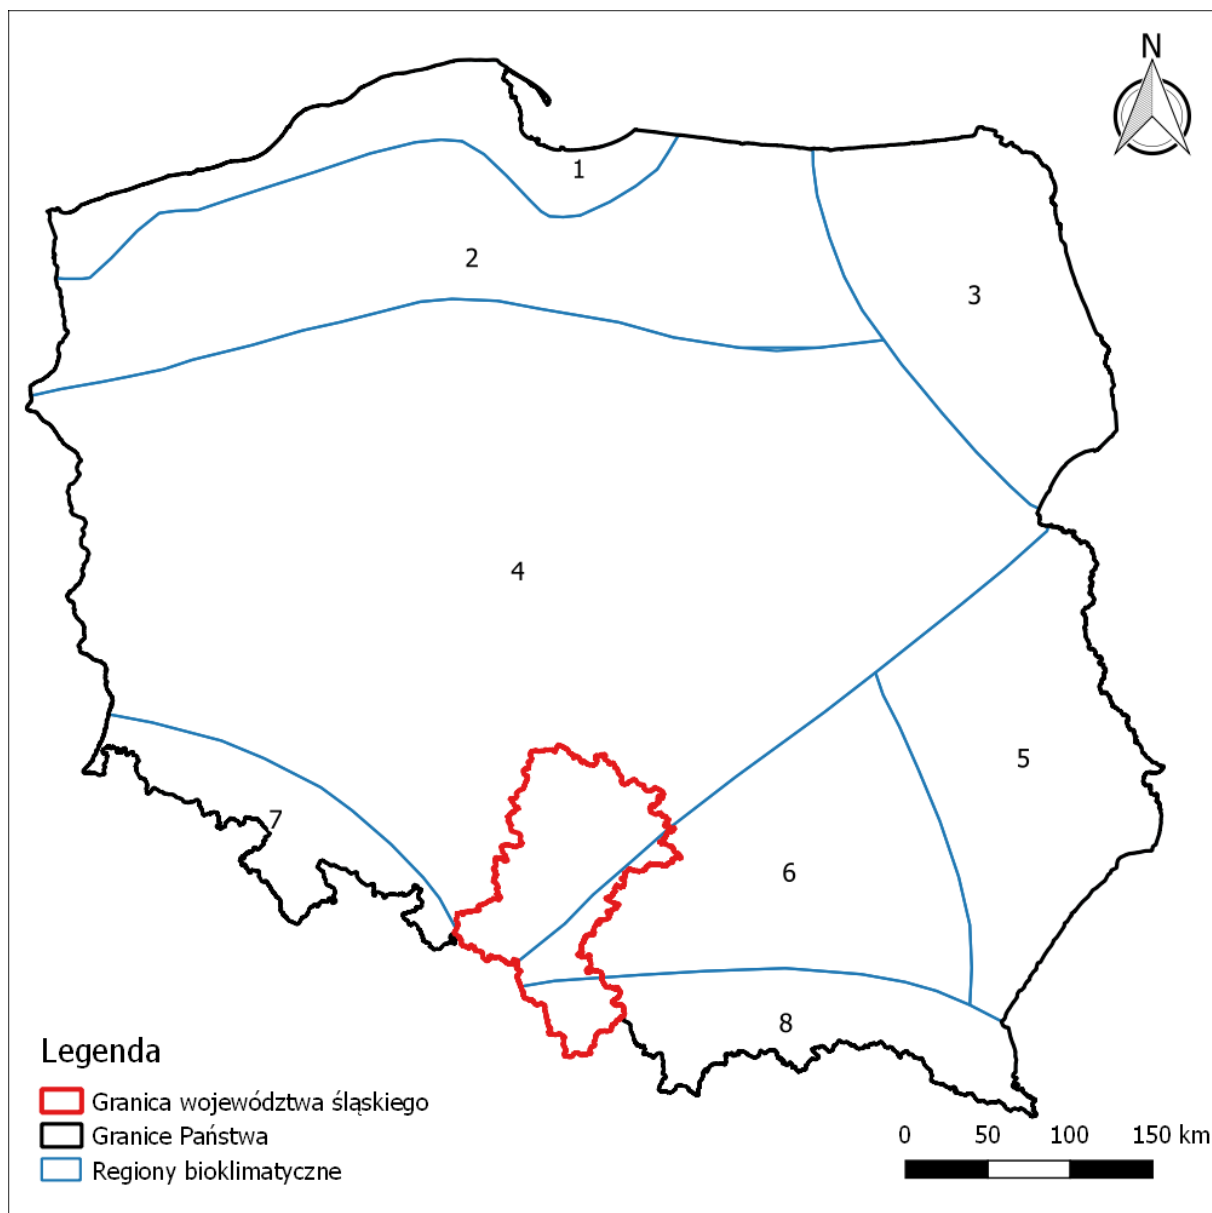 N
1
2
3
4
5
6
7
8
Legenda
Granica województwa śląskiego
Granice Państwa
Regiony bioklimatyczne
0 50 100 150 km